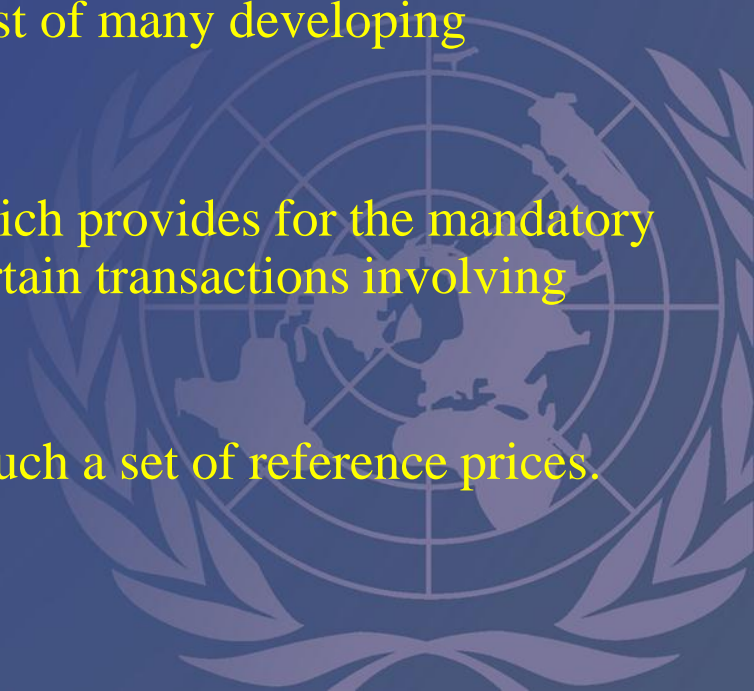 st of many developing
ich provides for the mandatory
rtain transactions involving
uch a set of reference prices.